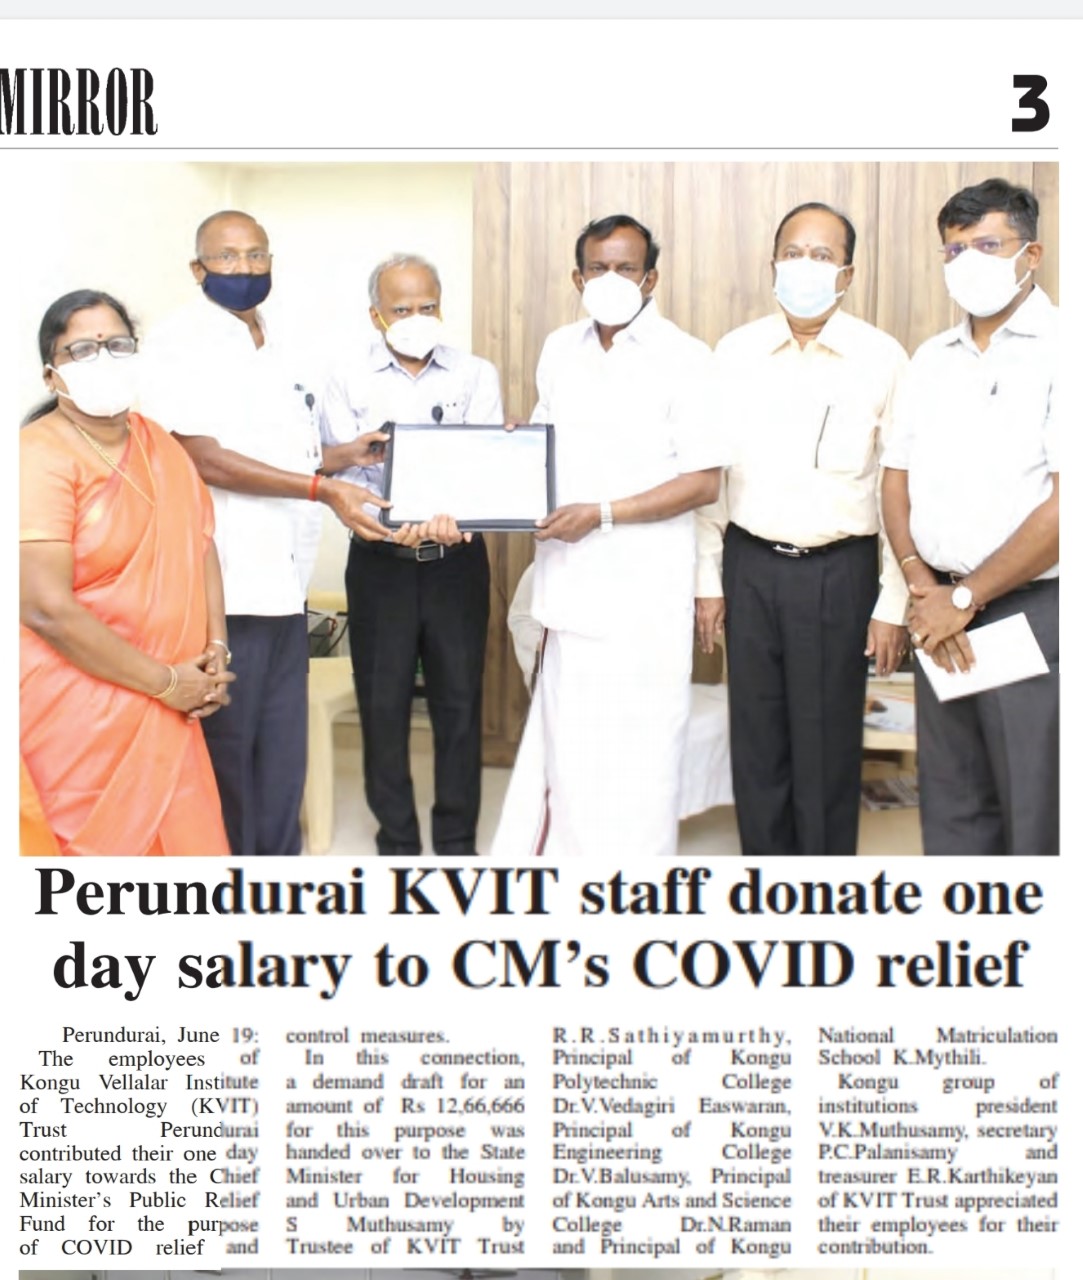 MIRROR
3
Perundurai KVIT staff donate one
day salary to CM’s COVID relief
Perundurai, June 19:
The employees of
Kongu Vellalar Institute
of Technology (KVIT)
Trust Perundurai
contributed their one day
salary towards the Chief
Minister’s Public Relief
Fund for the purpose
of COVID relief and
control measures.
In this connection,
a demand draft for an
amount of Rs 12,66,666
for this purpose was
handed over to the State
Minister for Housing
and Urban Development
S Muthusamy by
Trustee of KVIT Trust
R.R.Sathiyamurthy,
Principal of Kongu
Polytechnic College
Dr.V.Vedagiri Easwaran,
Principal of Kongu
Engineering College
Dr.V.Balusamy, Principal
of Kongu Arts and Science
College Dr.N.Raman
and Principal of Kongu
National Matriculation
School K.Mythili.
Kongu group of
institutions president
V.K.Muthusamy, secretary
P.C.Palanisamy and
treasurer E.R.Karthikeyan
of KVIT Trust appreciated
their employees for their
contribution.